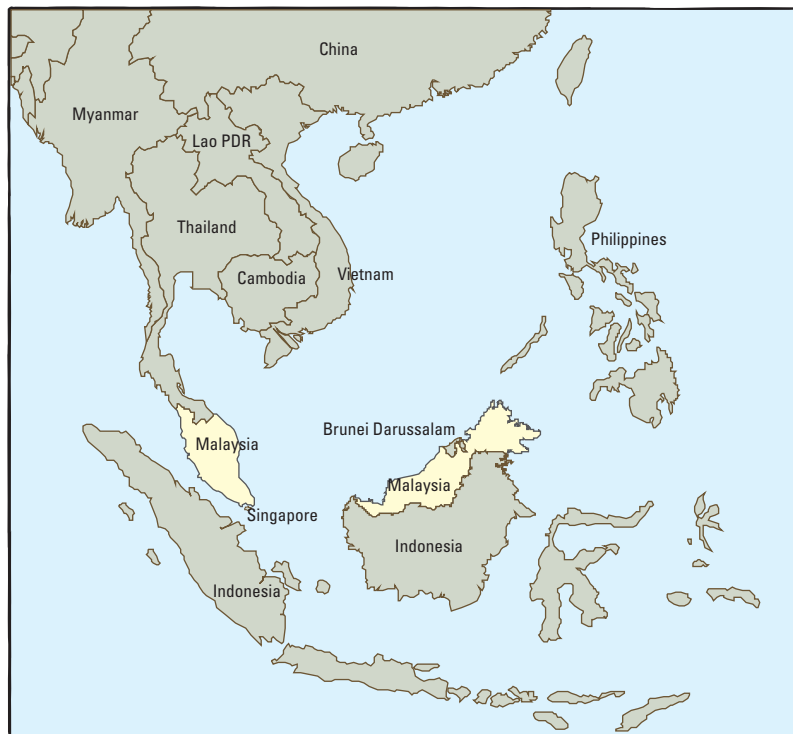 China
Myanmar
Lao PDR
Thailand
Philippines
Cambodia
Vietnam
Brunei Darussalam
Malaysia
Malaysia
Singapore
Indonesia
Indonesia